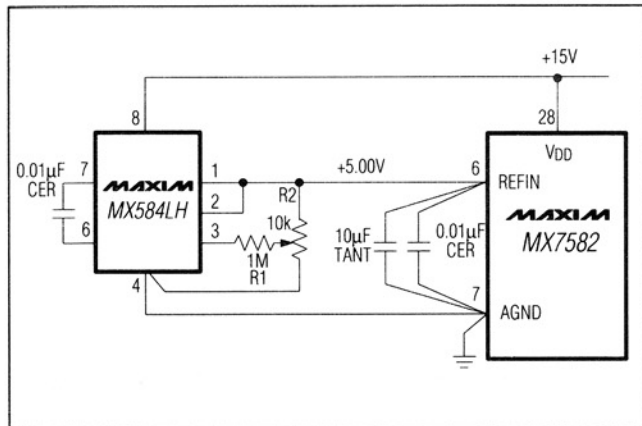 +15V
8
28
VDD
0.01µF
CER
7
6
MAXIM
MX584LH
1
2
3
4
+5.00V
R2
10k
1M
R1
10µF
TANT
0.01µF
CER
6
REFIN
MAXIM
MX7582
7
AGND